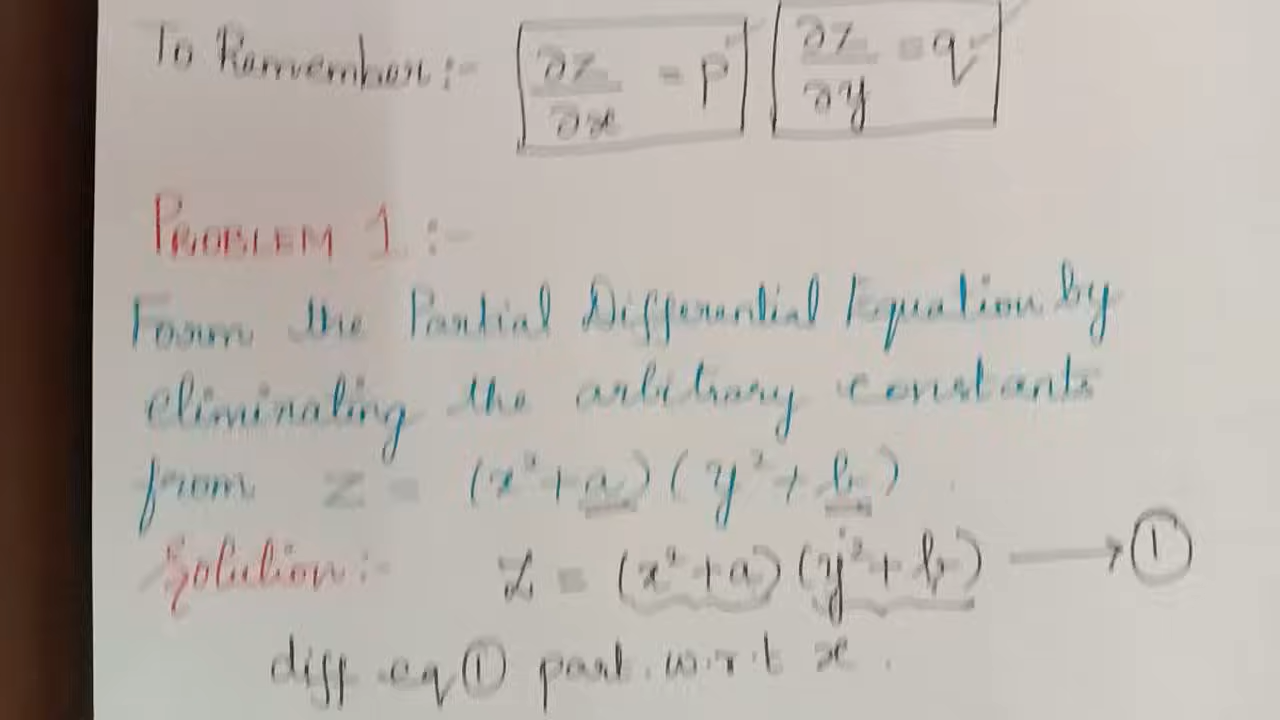 To Remember:- ∂z/∂x = p ∂z/∂y = q
PROBLEM 1 :-
Form the Partial Differential Equation by
eliminating the arbitrary constants
from z = (x²+a)(y²+b).
Solution:- z = (x²+a)(y²+b) → ①
diff eq ① part. w.r.t x.